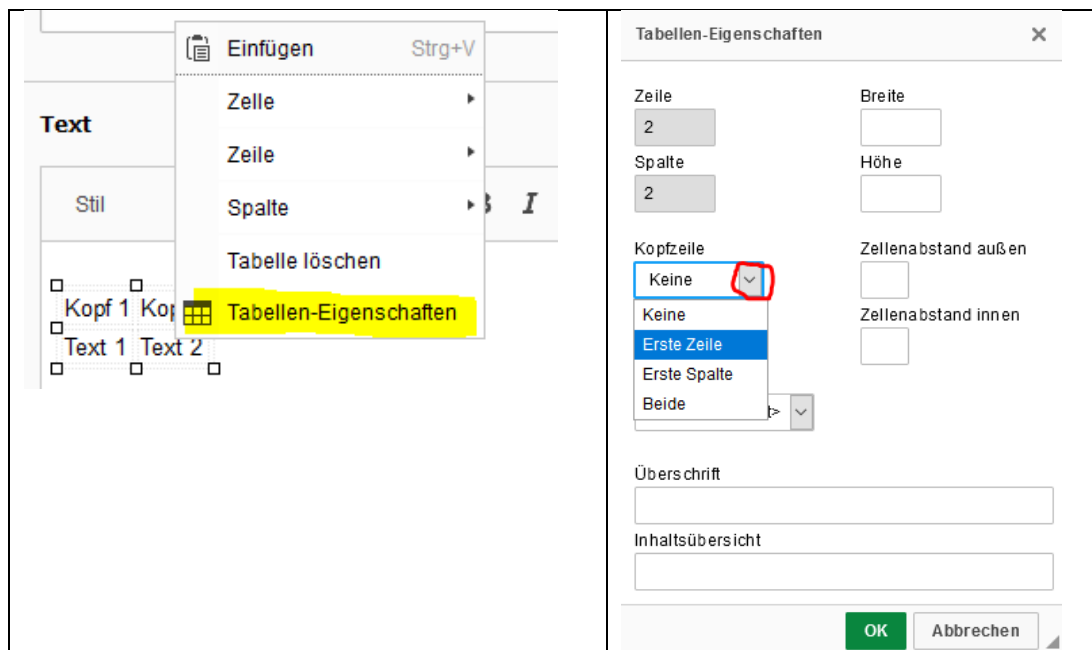 Einfügen Strg+V
Zelle
Text
Zeile
Stil
Spalte
I
Tabelle löschen
Kopf 1
Tabellen-Eigenschaften
Text 1 Text 2
Tabellen-Eigenschaften
Zeile Breite
2
Spalte Höhe
2
Kopfzeile Zellenabstand außen
Keine
Keine Zellenabstand innen
Erste Zeile
Erste Spalte
Beide
Überschrift
Inhaltsübersicht
OK Abbrechen